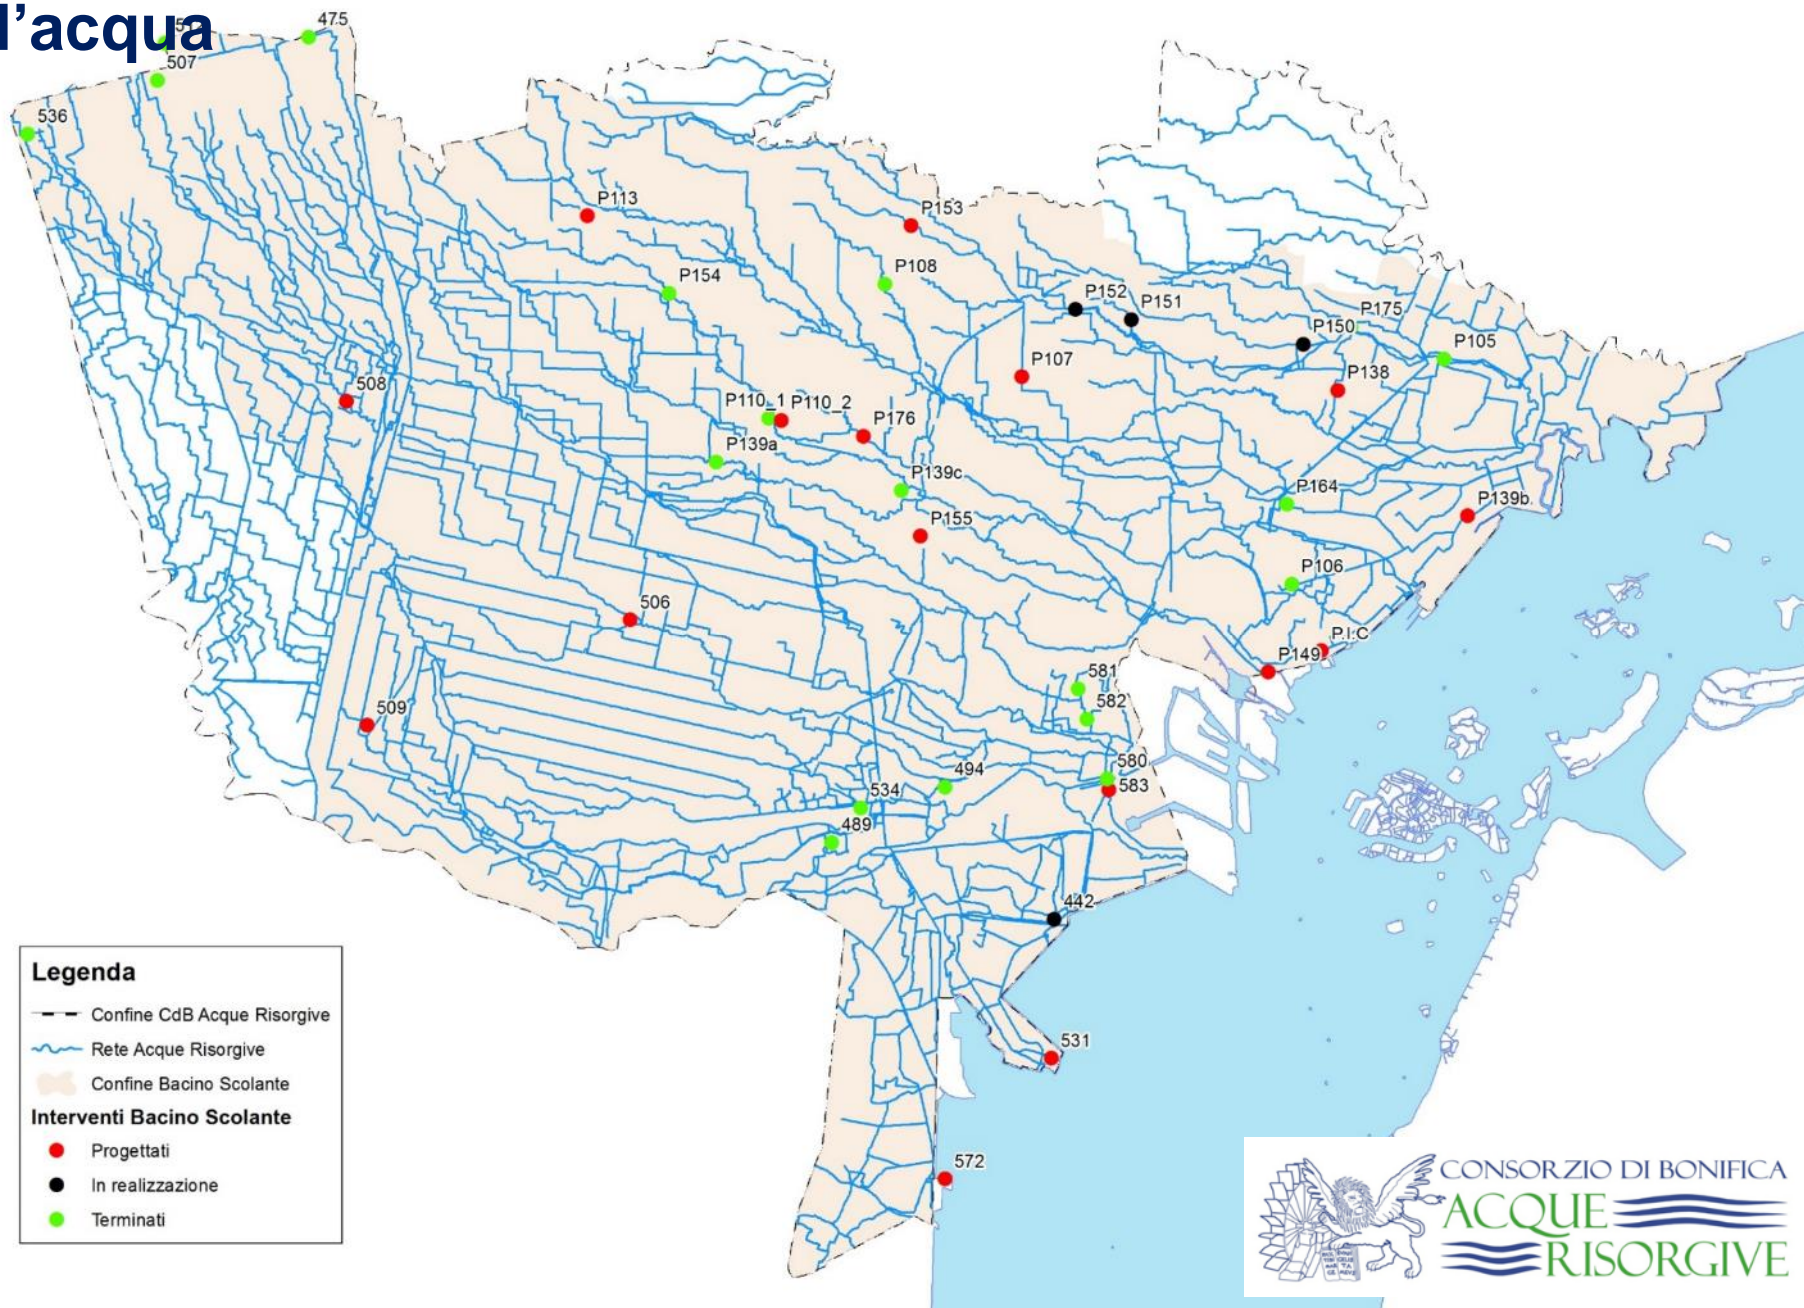 l’acqua
475
507
536
P113
P153
P154
P108
P152
P151
P175
P150
P105
P107
P138
508
P110_1
P110_2
P176
P139a
P139c
P164
P139b
P155
P106
506
P.I.C
P149
581
582
509
580
494
583
534
489
442
531
572
Legenda
Confine CdB Acque Risorgive
Rete Acque Risorgive
Confine Bacino Scolante
Interventi Bacino Scolante
Progettati
In realizzazione
Terminati
CONSORZIO DI BONIFICA
ACQUE
RISORGIVE